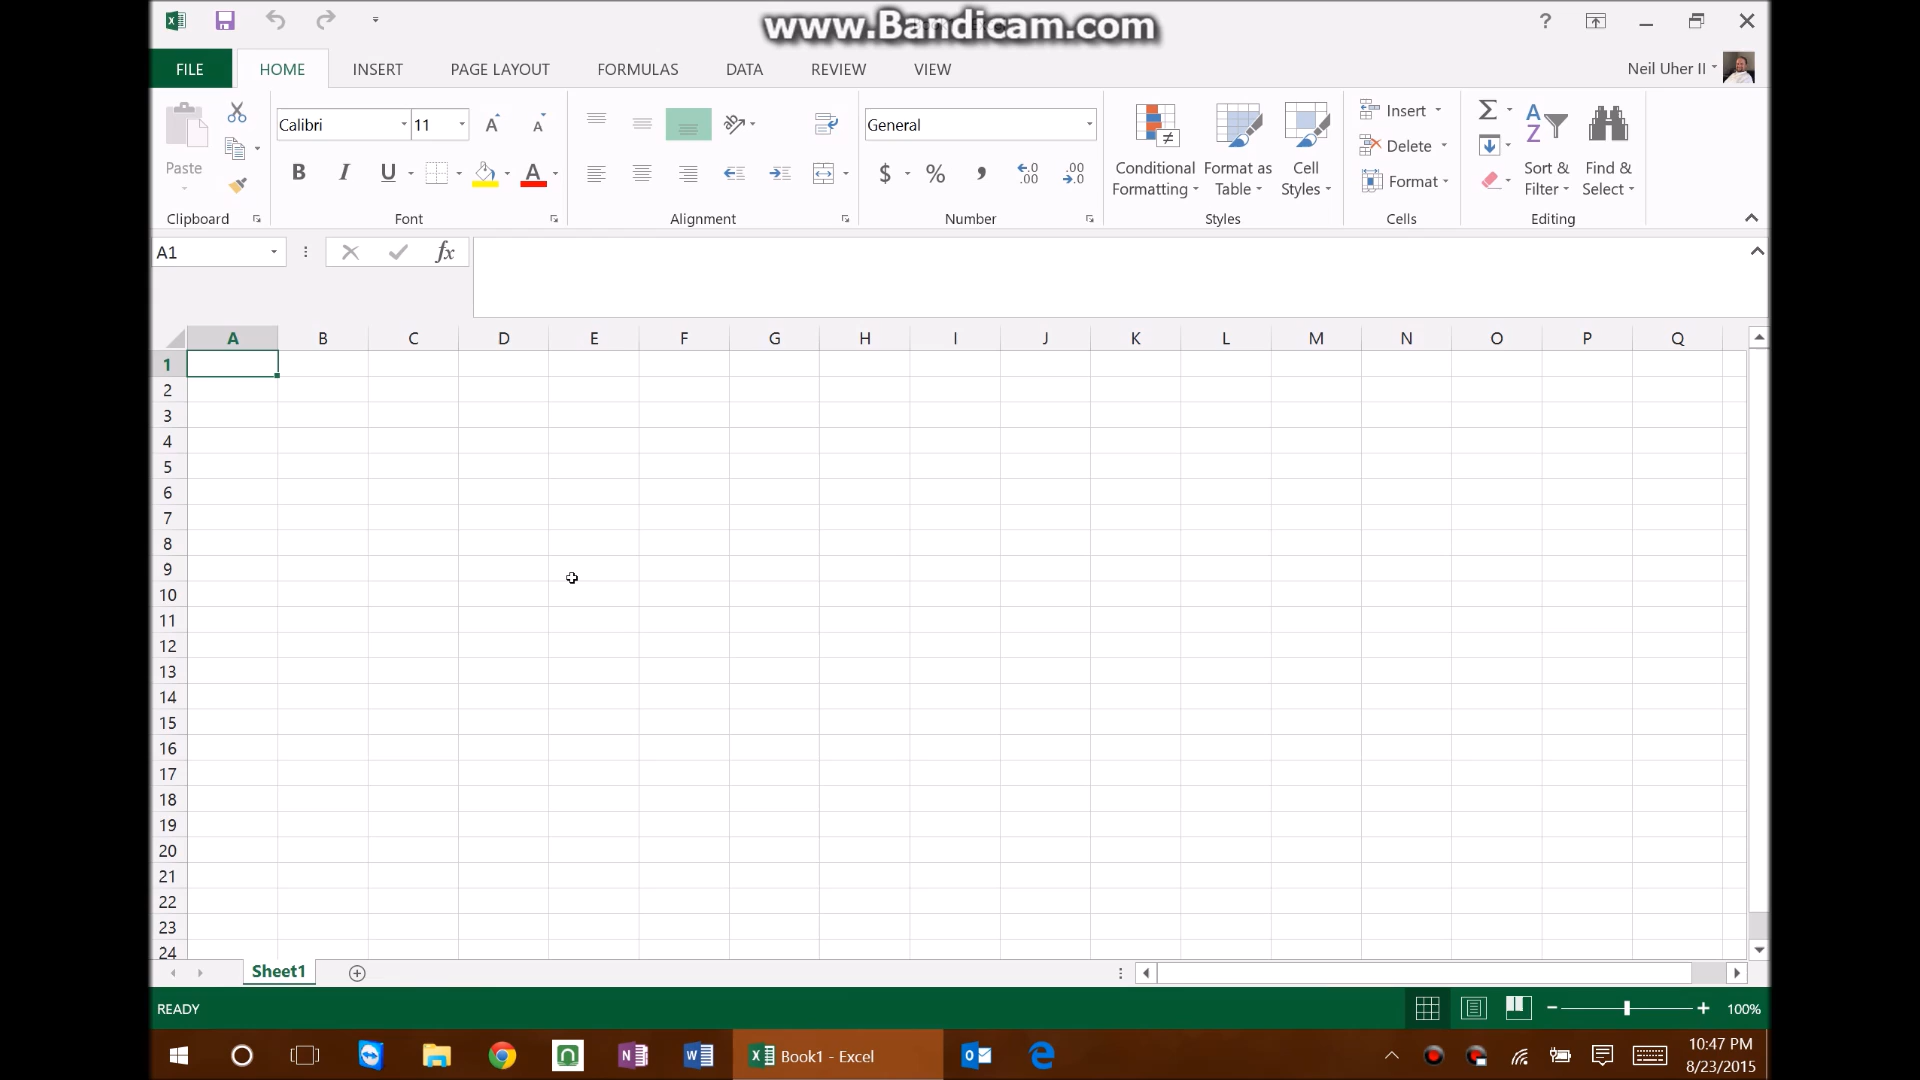 www.Bandicam.com
FILE HOME INSERT PAGE LAYOUT FORMULAS DATA REVIEW VIEW Neil Uher II
Paste
Calibri 11
B I U A
General
$ % ,
Conditional Formatting
Format as Table
Cell Styles
Insert
Delete
Format
Sort & Filter
Find & Select
Clipboard Font Alignment Number Styles Cells Editing
A1 fx
A B C D E F G H I J K L M N O P Q
1
2
3
4
5
6
7
8
9
10
11
12
13
14
15
16
17
18
19
20
21
22
23
24
Sheet1
READY 100%
Book1 - Excel
10:47 PM
8/23/2015